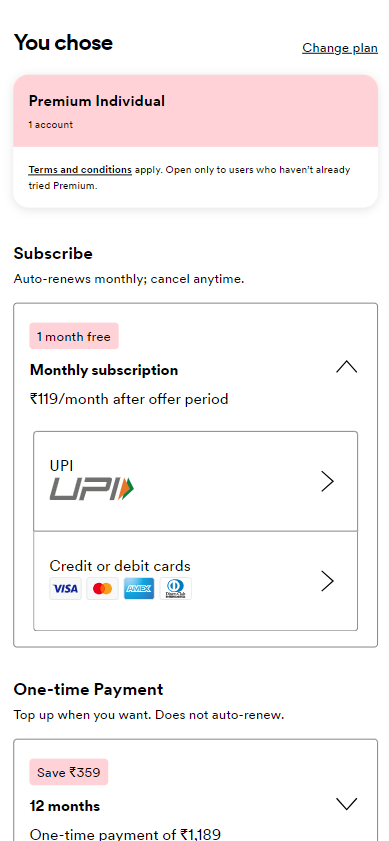 You chose
Change plan
Premium Individual
1 account
Terms and conditions apply. Open only to users who haven't already
tried Premium.
Subscribe
Auto-renews monthly; cancel anytime.
1 month free
Monthly subscription
₹119/month after offer period
UPI
UPI
Credit or debit cards
VISA
AMEX
Diners Club
One-time Payment
Top up when you want. Does not auto-renew.
Save ₹359
12 months
One-time payment of ₹1,189